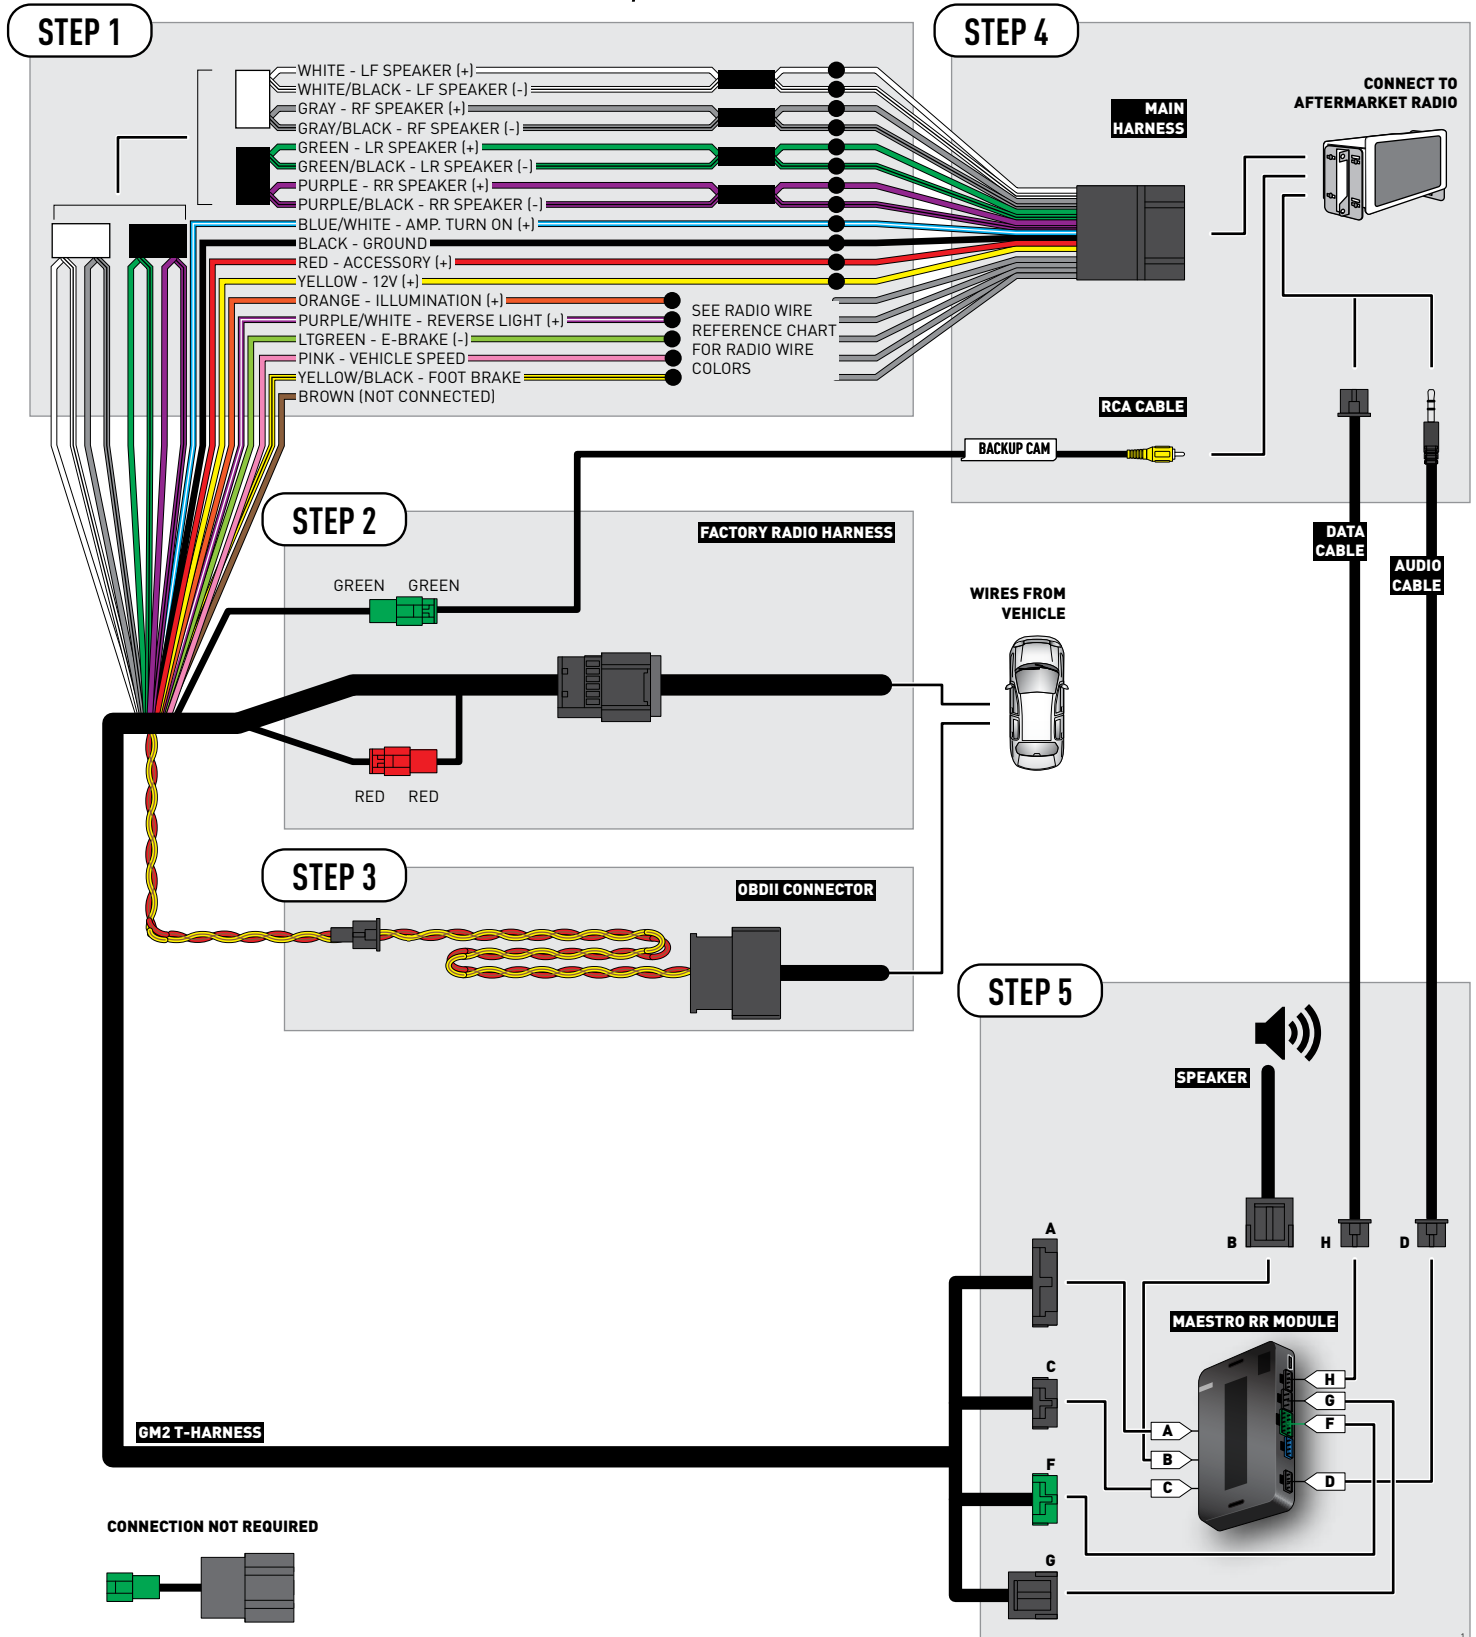 STEP 1
WHITE - LF SPEAKER (+)
WHITE/BLACK - LF SPEAKER (-)
GRAY - RF SPEAKER (+)
GRAY/BLACK - RF SPEAKER (-)
GREEN - LR SPEAKER (+)
GREEN/BLACK - LR SPEAKER (-)
PURPLE - RR SPEAKER (+)
PURPLE/BLACK - RR SPEAKER (-)
BLUE/WHITE - AMP. TURN ON (+)
BLACK - GROUND
RED - ACCESSORY (+)
YELLOW - 12V (+)
ORANGE - ILLUMINATION (+)
PURPLE/WHITE - REVERSE LIGHT (+)
LTGREEN - E-BRAKE (-)
PINK - VEHICLE SPEED
YELLOW/BLACK - FOOT BRAKE
BROWN (NOT CONNECTED)
SEE RADIO WIRE
REFERENCE CHART
FOR RADIO WIRE
COLORS
STEP 4
CONNECT TO
AFTERMARKET RADIO
MAIN
HARNESS
RCA CABLE
BACKUP CAM
DATA
CABLE
AUDIO
CABLE
STEP 2
FACTORY RADIO HARNESS
GREEN GREEN
RED RED
WIRES FROM
VEHICLE
STEP 3
OBDII CONNECTOR
STEP 5
SPEAKER
B
H
D
A
C
F
G
MAESTRO RR MODULE
H
G
F
D
A
B
C
GM2 T-HARNESS
CONNECTION NOT REQUIRED
1